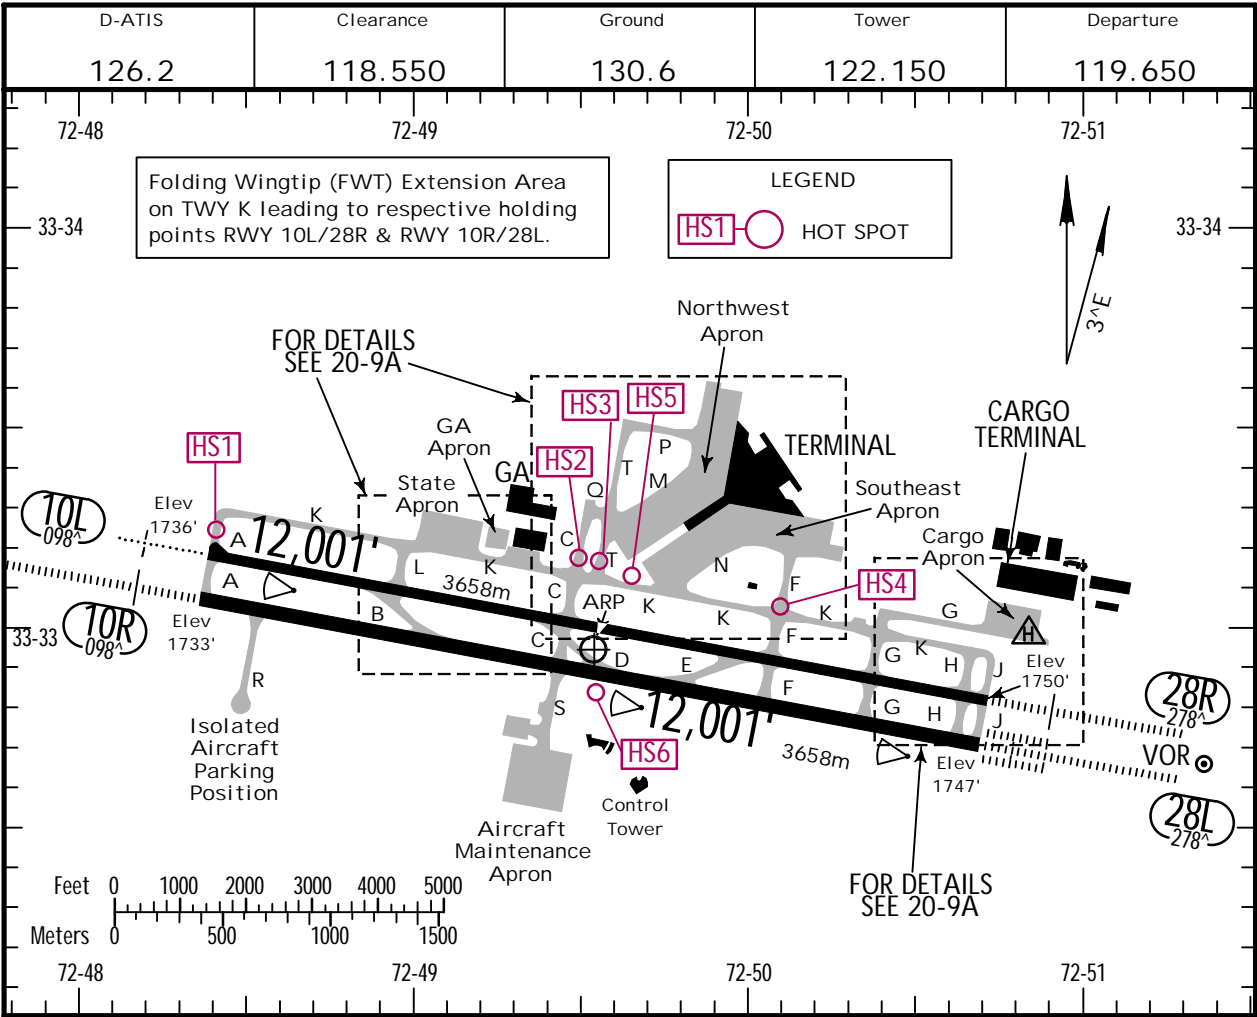 D-ATIS
126.2
Clearance
118.550
Ground
130.6
Tower
122.150
Departure
119.650
72-48
72-49
72-50
72-51
Folding Wingtip (FWT) Extension Area
on TWY K leading to respective holding
points RWY 10L/28R & RWY 10R/28L.
LEGEND
HS1
HOT SPOT
33-34
33-34
3^E
Northwest
Apron
FOR DETAILS
SEE 20-9A
HS3
HS5
CARGO
TERMINAL
GA
Apron
HS1
HS2
TERMINAL
P
T
M
GA
State
Apron
Southeast
Apron
Q
10L
098^
Elev
1736'
K
Cargo
Apron
A
12,001'
C
L
K
T
N
F
HS4
A
3658m
C
ARP
K
K
K
G
H
B
10R
098^
Elev
1733'
33-33
33-33
C
D
E
F
G
K
H
J
Elev
1750'
R
S
F
G
H
J
28R
278^
12,001'
Isolated
Aircraft
Parking
Position
HS6
3658m
Elev
1747'
VOR
Control
Tower
28L
278^
Aircraft
Maintenance
Apron
FOR DETAILS
SEE 20-9A
Feet
0
1000
2000
3000
4000
5000
Meters
0
500
1000
1500
72-48
72-49
72-50
72-51